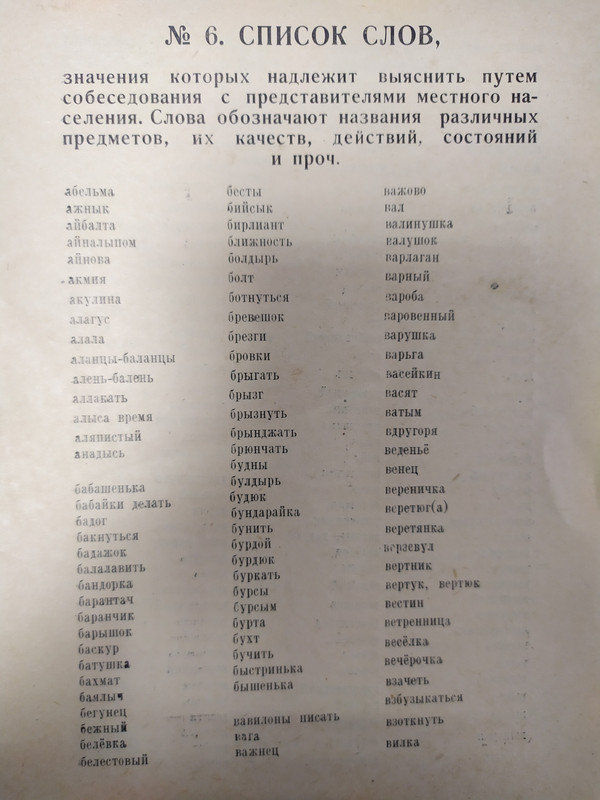 № 6. СПИСОК СЛОВ,
значения которых надлежит выяснить путем
собеседования с представителями местного на-
селения. Слова обозначают названия различных
предметов, их качеств, действий, состояний
и проч.
абельма
ажнык
айбалта
айналыпом
айнова
акмия
акулина
алагус
алала
аланцы-баланцы
алень-балень
аллакать
алыса время
аляпистый
анадысь
бабашенька
бабайки делать
бадог
бакнуться
бадажок
балалавить
бандорка
барантач
баранчик
барышок
баскур
батушка
бахмат
баялыч
бегунец
бежный
белёвка
белестовый
бесты
бийсык
бирлиант
ближность
болдырь
болт
ботнуться
бревешок
брезги
бровки
брыгать
брызг
брызнуть
брынджать
брюнчать
будны
булдырь
будюк
бундарайка
бунить
бурдой
бурдюк
буркать
бурсы
бурсым
бурта
бухт
бучить
быстринька
бышенька
вавилоны писать
вага
важнец
важово
вал
валинушка
валушок
варлаган
варный
вароба
варовенный
варушка
варьга
васейкин
васят
ватым
вдругоря
веденьё
венец
вереничка
веретюг(а)
веретянка
верзевул
вертник
вертук, вертюк
вестин
ветренница
весёлка
вечёрочка
взачеть
взбузыкаться
взоткнуть
вилка